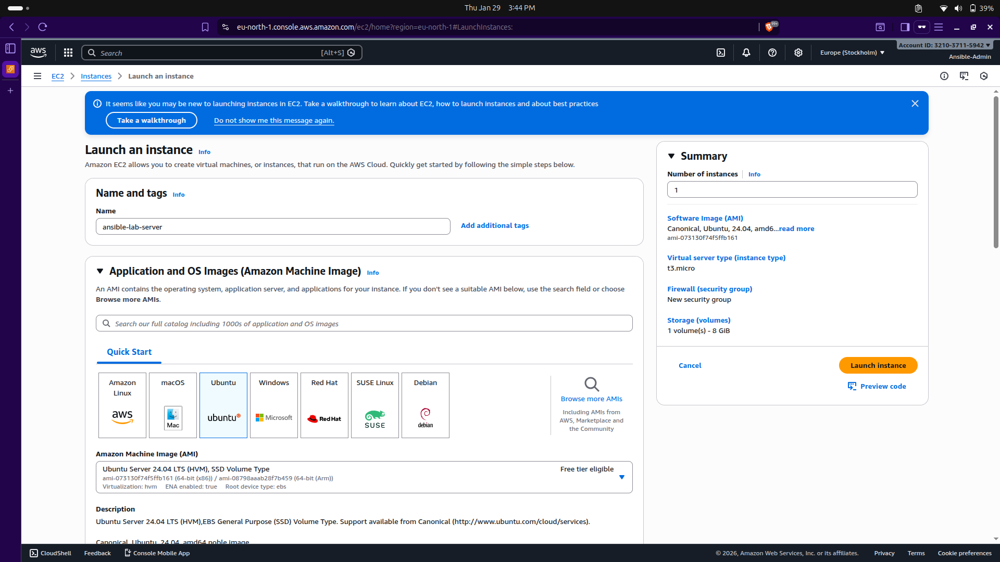 Thu Jan 29 3:44 PM
39%
eu-north-1.console.aws.amazon.com/ec2/home?region=eu-north-1#LaunchInstances:
99+
aws
Search [Alt+S]
Europe (Stockholm)
Account ID: 3210-3711-5942
Ansible-Admin
EC2 Instances Launch an instance
It seems like you may be new to launching instances in EC2. Take a walkthrough to learn about EC2, how to launch instances and about best practices
Take a walkthrough Do not show me this message again.
Launch an instance Info
Amazon EC2 allows you to create virtual machines, or instances, that run on the AWS Cloud. Quickly get started by following the simple steps below.
Name and tags Info
Name
ansible-lab-server
Add additional tags
Application and OS Images (Amazon Machine Image) Info
An AMI contains the operating system, application server, and applications for your instance. If you don't see a suitable AMI below, use the search field or choose
Browse more AMIs.
Search our full catalog including 1000s of application and OS images
Quick Start
Amazon
Linux
aws
macOS
Mac
Ubuntu
ubuntu
Windows
Microsoft
Red Hat
Red Hat
SUSE Linux
SUSE
Debian
debian
Browse more AMIs
Including AMIs from
AWS, Marketplace and
the Community
Amazon Machine Image (AMI)
Ubuntu Server 24.04 LTS (HVM), SSD Volume Type
Free tier eligible
ami-073130f74f5ffb161 (64-bit (x86)) / ami-08798aaab28f7b459 (64-bit (Arm))
Virtualization: hvm ENA enabled: true Root device type: ebs
Description
Ubuntu Server 24.04 LTS (HVM),EBS General Purpose (SSD) Volume Type. Support available from Canonical (http://www.ubuntu.com/cloud/services).
Canonical, Ubuntu, 24.04, amd64 noble image
Summary
Number of instances Info
1
Software Image (AMI)
Canonical, Ubuntu, 24.04, amd6...read more
ami-073130f74f5ffb161
Virtual server type (instance type)
t3.micro
Firewall (security group)
New security group
Storage (volumes)
1 volume(s) - 8 GiB
Cancel
Launch instance
Preview code
CloudShell Feedback Console Mobile App
© 2026, Amazon Web Services, Inc. or its affiliates. Privacy Terms Cookie preferences